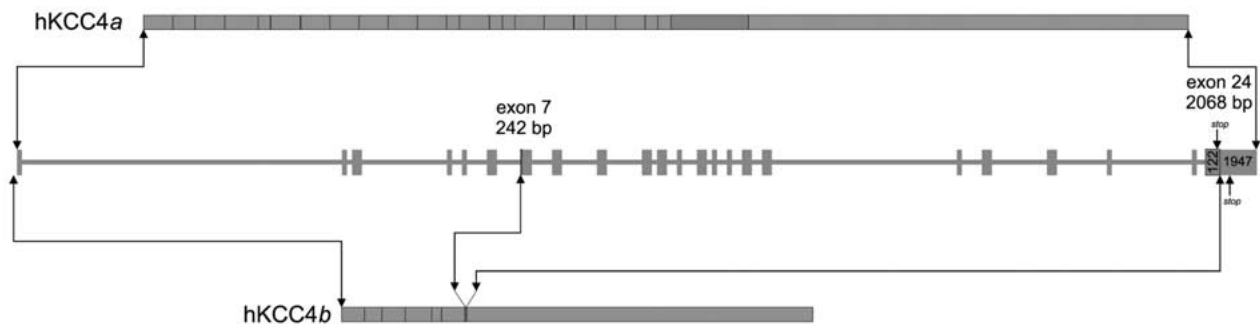 hKCC4a
exon 7
242 bp
exon 24
2068 bp
stop
122
1947
stop
hKCC4b